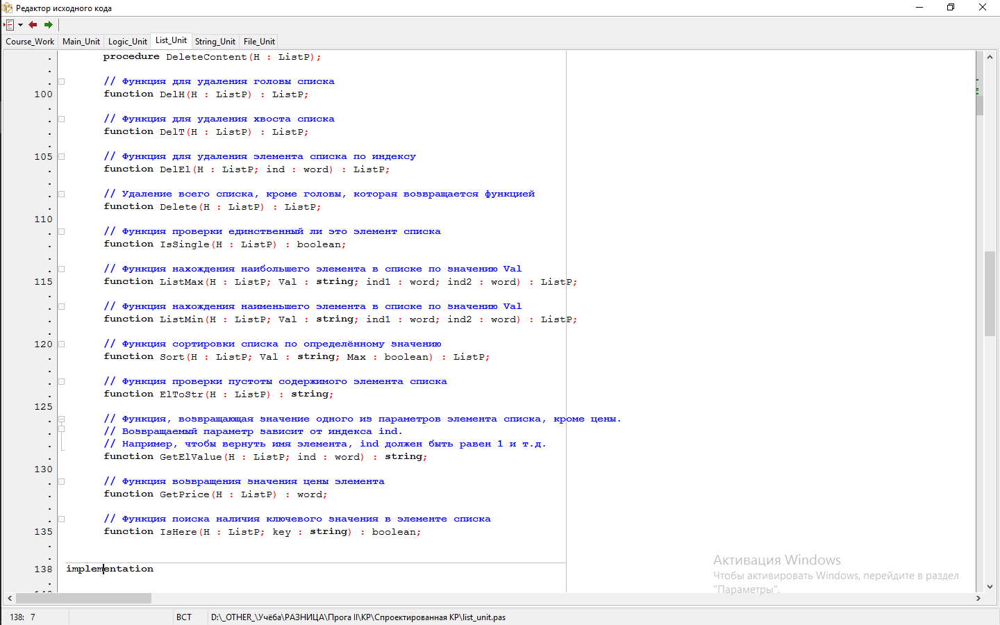 Редактор исходного кода
Course_Work Main_Unit Logic_Unit List_Unit String_Unit File_Unit
procedure DeleteContent(H : ListP);
// Функция для удаления головы списка
100 function DelH(H : ListP) : ListP;
// Функция для удаления хвоста списка
function DelT(H : ListP) : ListP;
105 // Функция для удаления элемента списка по индексу
function DelEl(H : ListP; ind : word) : ListP;
// Удаление всего списка, кроме головы, которая возвращается функцией
function Delete(H : ListP) : ListP;
110
// Функция проверки единственный ли это элемент списка
function IsSingle(H : ListP) : boolean;
// Функция нахождения наибольшего элемента в списке по значению Val
115 function ListMax(H : ListP; Val : string; ind1 : word; ind2 : word) : ListP;
// Функция нахождения наименьшего элемента в списке по значению Val
function ListMin(H : ListP; Val : string; ind1 : word; ind2 : word) : ListP;
120 // Функция сортировки списка по определённому значению
function Sort(H : ListP; Val : string; Max : boolean) : ListP;
// Функция проверки пустоты содержимого элемента списка
function ElToStr(H : ListP) : string;
125
// Функция, возвращающая значение одного из параметров элемента списка, кроме цены.
// Возвращаемый параметр зависит от индекса ind.
// Например, чтобы вернуть имя элемента, ind должен быть равен 1 и т.д.
function GetElValue(H : ListP; ind : word) : string;
130
// Функция возвращения значения цены элемента
function GetPrice(H : ListP) : word;
// Функция поиска наличия ключевого значения в элементе списка
135 function IsHere(H : ListP; key : string) : boolean;
138 implementation
Активация Windows
Чтобы активировать Windows, перейдите в раздел
"Параметры".
138: 7 ВСТ D:\_OTHER_\Учёба\РАЗНИЦА\Прога II\КР\Спроектированная КР\list_unit.pas